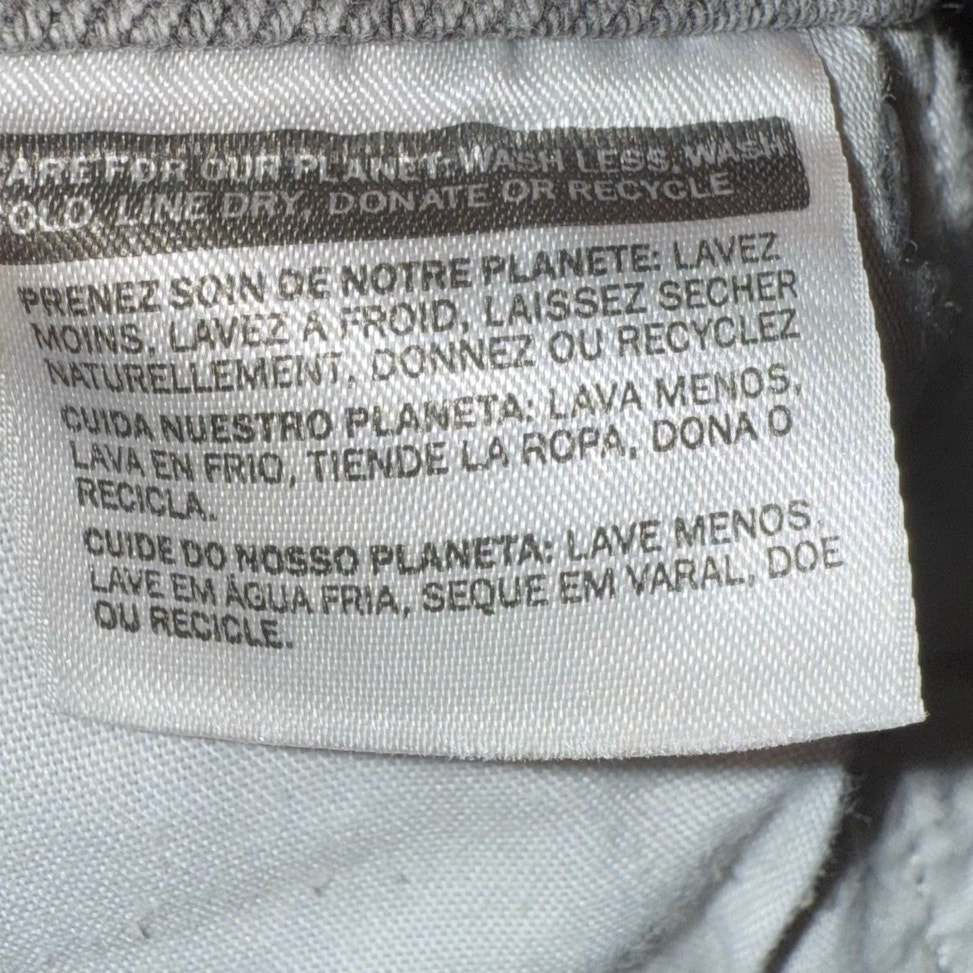 ARE FOR OUR PLANET: WASH LESS, WASH
OLD, LINE DRY, DONATE OR RECYCLE
PRENEZ SOIN DE NOTRE PLANETE: LAVEZ
MOINS, LAVEZ A FROID, LAISSEZ SECHER
NATURELLEMENT, DONNEZ OU RECYCLEZ
CUIDA NUESTRO PLANETA: LAVA MENOS,
LAVA EN FRIO, TIENDE LA ROPA, DONA O
RECICLA.
CUIDE DO NOSSO PLANETA: LAVE MENOS,
LAVE EM ÁGUA FRIA, SEQUE EM VARAL, DOE
OU RECICLE.